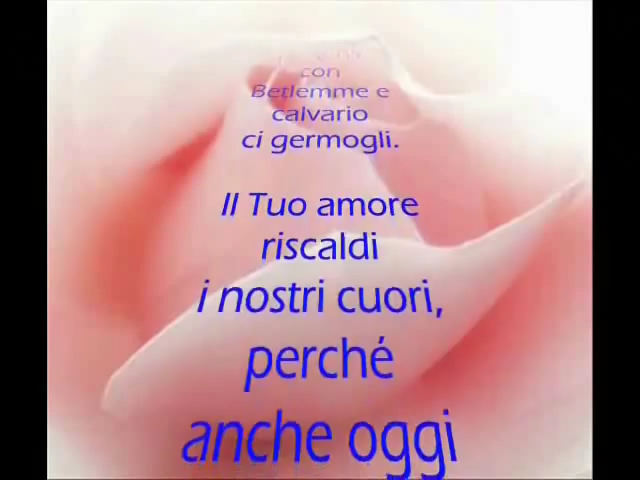 con
Betlemme e
calvario
ci germogli.
Il Tuo amore
riscaldi
i nostri cuori,
perché
anche oggi